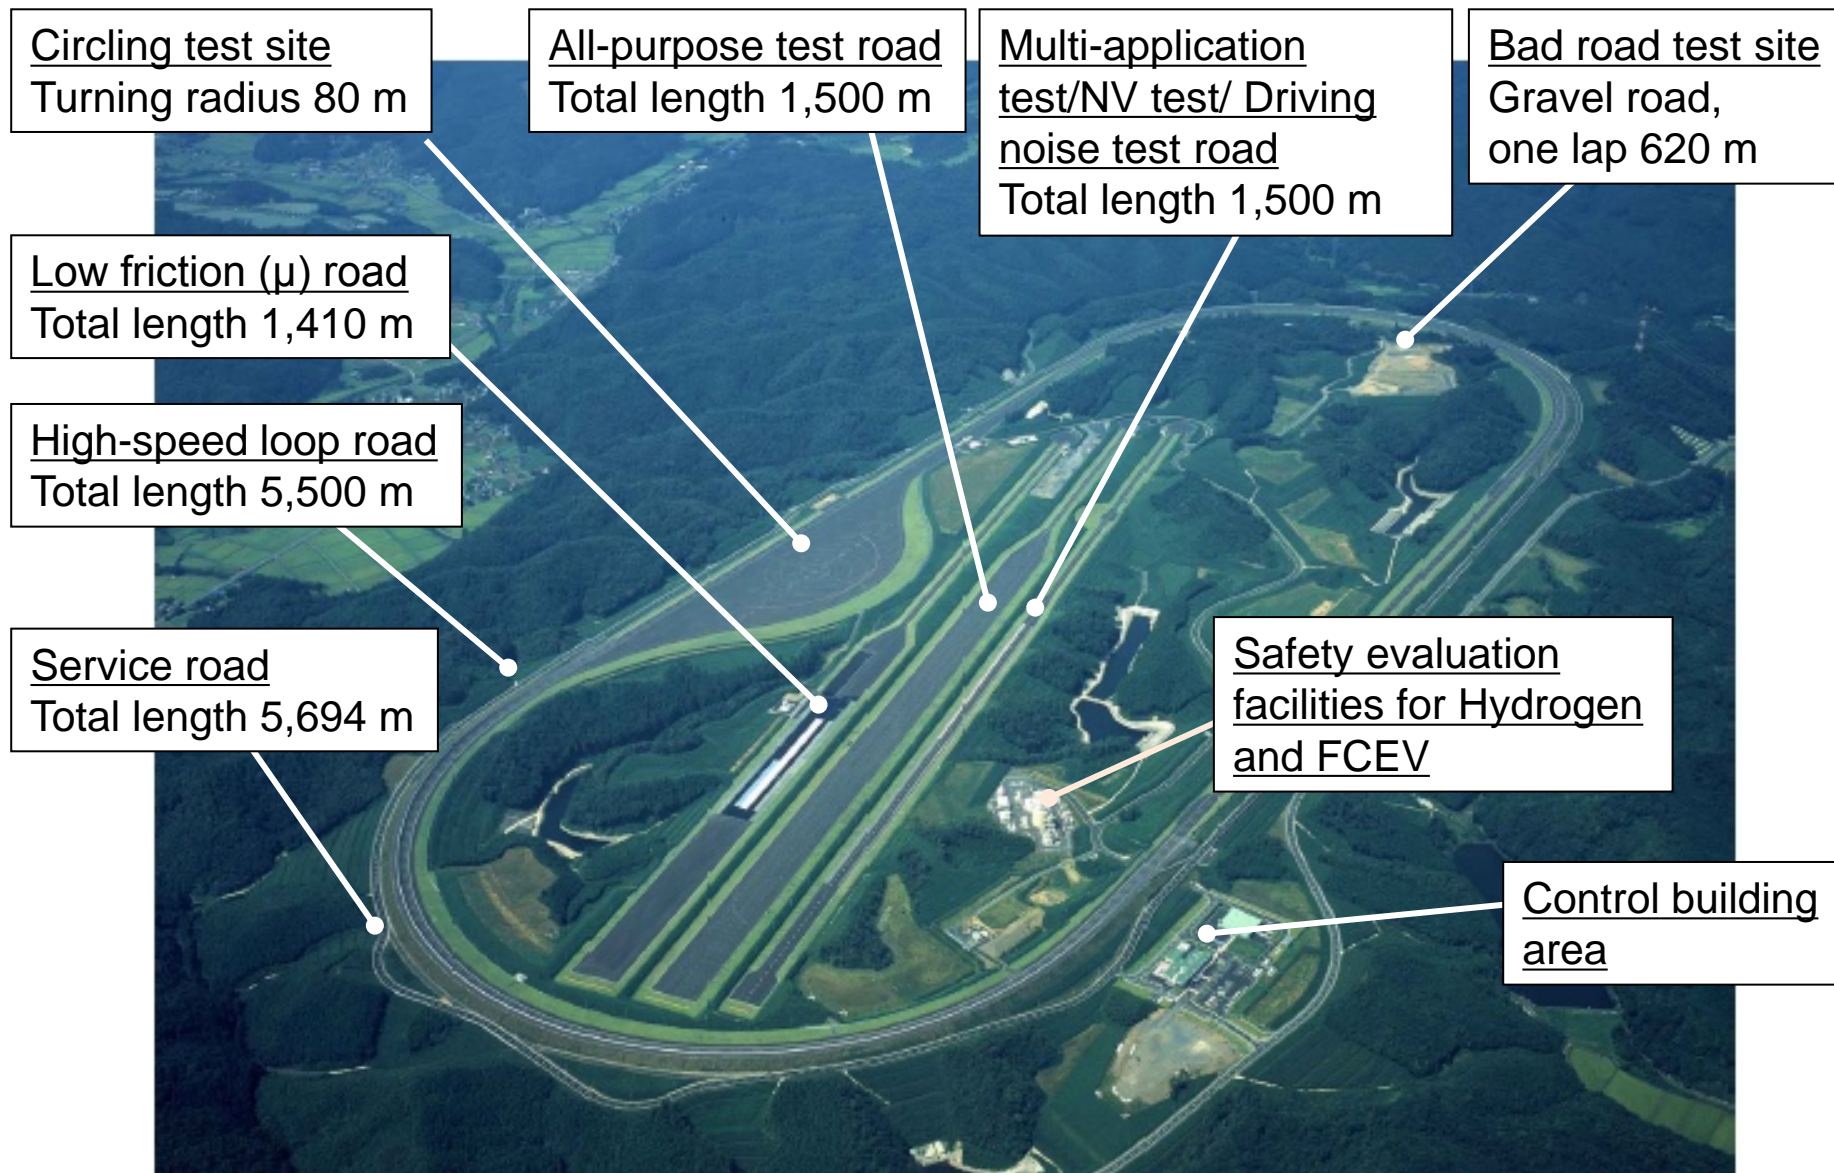 Circling test site
Turning radius 80 m
All-purpose test road
Total length 1,500 m
Multi-application
test/NV test/ Driving
noise test road
Total length 1,500 m
Bad road test site
Gravel road,
one lap 620 m
Low friction (μ) road
Total length 1,410 m
High-speed loop road
Total length 5,500 m
Service road
Total length 5,694 m
Safety evaluation
facilities for Hydrogen
and FCEV
Control building
area